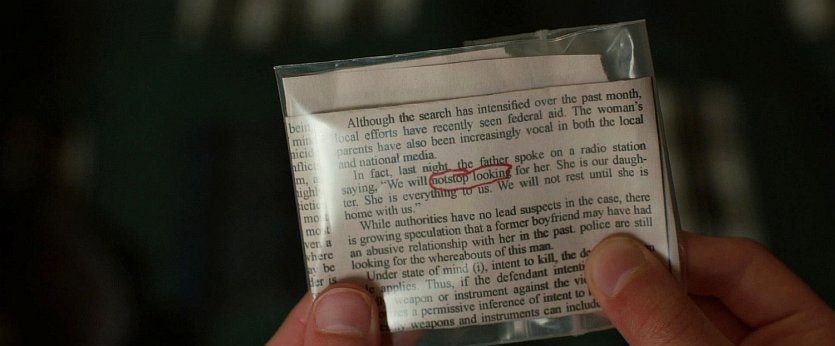 Although the search has intensified over the past month,
local efforts have recently seen federal aid. The woman's
parents have also been increasingly vocal in both the local
and national media.
In fact, last night, the father spoke on a radio station
saying, "We will notstop looking for her. She is our daugh-
ter. She is everything to us. We will not rest until she is
home with us."
While authorities have no lead suspects in the case, there
is growing speculation that a former boyfriend may have had
an abusive relationship with her in the past. police are still
looking for the whereabouts of this man.
Under state of mind (i), intent to kill, the
applies. Thus, if the defendant
weapon or instrument against the
a permissive inference of intent to
weapons and instruments can include